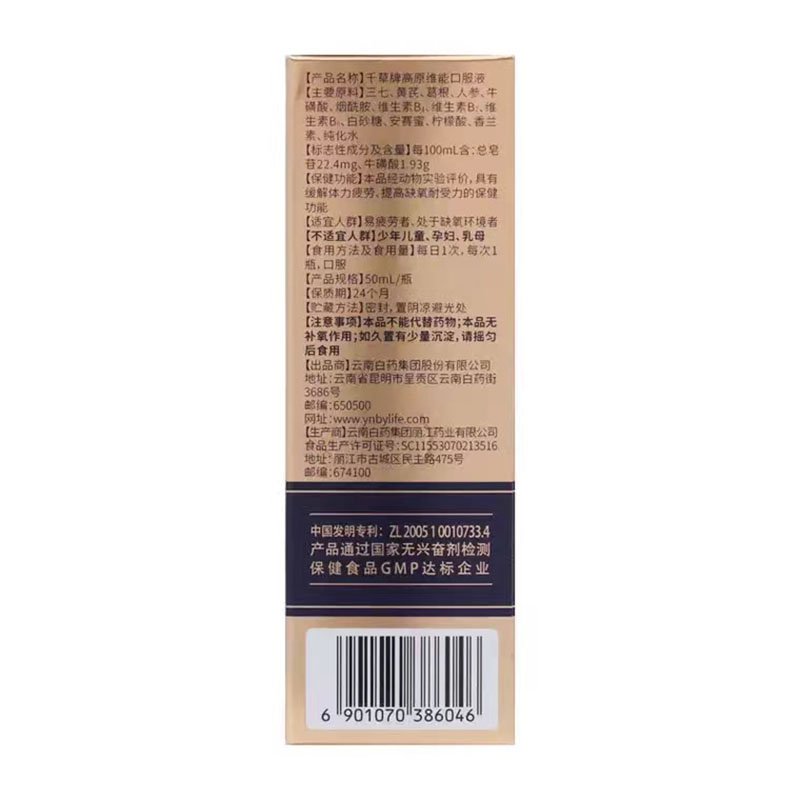 【产品名称】千草牌高原维能口服液
【主要原料】三七、黄芪、葛根、人参、牛
磺酸、烟酰胺、维生素B₁、维生素B₂、维
生素B₆、白砂糖、安赛蜜、柠檬酸、香兰
素、纯化水
【标志性成分及含量】每100mL含:总皂
苷22.4mg、牛磺酸1.93g
【保健功能】本品经动物实验评价,具有
缓解体力疲劳、提高缺氧耐受力的保健
功能
【适宜人群】易疲劳者、处于缺氧环境者
【不适宜人群】少年儿童、孕妇、乳母
【食用方法及食用量】每日1次,每次1
瓶,口服
【产品规格】50mL/瓶
【保质期】24个月
【贮藏方法】密封,置阴凉避光处
【注意事项】本品不能代替药物;本品无
补氧作用;如久置有少量沉淀,请摇匀
后食用
【出品商】云南白药集团股份有限公司
地址:云南省昆明市呈贡区云南白药街
3686号
邮编:650500
网址:www.ynbylife.com
【生产商】云南白药集团丽江药业有限公司
食品生产许可证号:SC11553070213516
地址:丽江市古城区民主路475号
邮编:674100
中国发明专利:ZL 2005 1 0010733.4
产品通过国家无兴奋剂检测
保健食品GMP达标企业
6 901070 386046